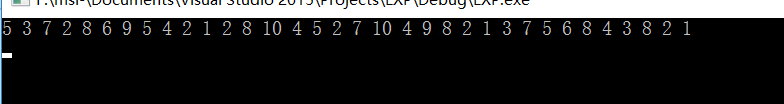 F:\msi-\Documents\Visual Studio 2015\Projects\EXP\Debug\EXP.exe
5 3 7 2 8 6 9 5 4 2 1 2 8 10 4 5 2 7 10 4 9 8 2 1 3 7 5 6 8 4 3 8 2 1